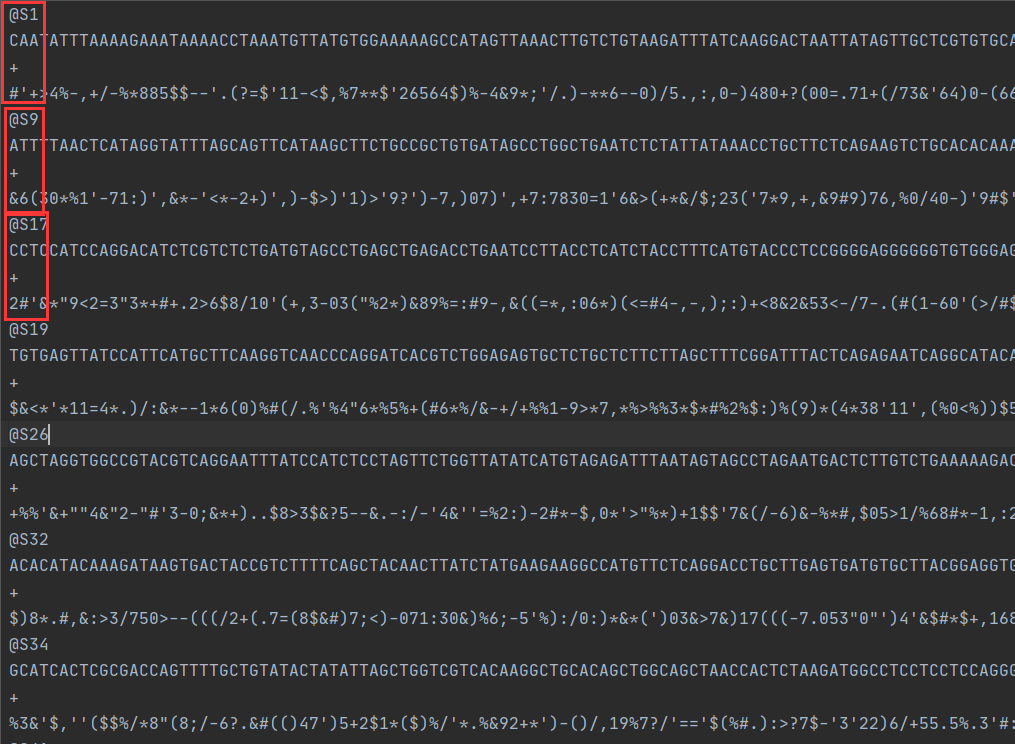 @S1
CAATATTTAAAAGAAATAAAACCTAAATGTTATGTGGAAAAAGCCATAGTTAAACTTGTCTGTAAGATTTATCAAGGACTAATTATAGTTGCTCGTGTGCA
+
#'+>4%-,+/-%*885$$--'.(?=$'11-<$,%7**$'26564$)%-4&9*;'/.)-**6--0)/5.,:,0-)480+?(00=.71+(/73&'64)0-(66
@S9
ATTTTAACTCATAGGTATTTAGCAGTTCATAAGCTTCTGCCGCTGTGATAGCCTGGCTGAATCTCTATTATAAACCTGCTTCTCAGAAGTCTGCACACAAA
+
&6(30*%1'-71:)',&*-'<*-2+)',)-$>)'1)>'9?')-7,)07)',+7:7830=1'6&>(+*&/$;23('7*9,+,&9#9)76,%0/40-)'9#$'
@S17
CCTCCATCCAGGACATCTCGTCTCTGATGTAGCCTGAGCTGAGACCTGAATCCTTACCTCATCTACCTTTCATGTACCCTCCGGGGAGGGGGGTGTGGGAG
+
2#'&*"9<2=3"3*+#+.2>6$8/10'(+,3-03("%2*)&89%=:#9-,&((=*,:06*)(<=#4-,-,);:)+<8&2&53<-/7-.(#(1-60'(>/#$
@S19
TGTGAGTTATCCATTCATGCTTCAAGGTCAACCCAGGATCACGTCTGGAGAGTGCTCTGCTCTTCTTAGCTTTCGGATTTACTCAGAGAATCAGGCATACA
+
$&<*'*11=4*.)/:&*--1*6(0)%#(/.%'%4"6*%5%+(#6*%/&-+/+%%1-9>*7,*%>%%3*$*#%2%$:)%(9)*(4*38'11',(%0<%))$5
@S26
AGCTAGGTGGCCGTACGTCAGGAATTTATCCATCTCCTAGTTCTGGTTATATCATGTAGAGATTTAATAGTAGCCTAGAATGACTCTTGTCTGAAAAAGAC
+
+%%'&+""4&"2-"#'3-0;&*+)..$8>3$&?5--&.-:/-'4&''=%2:)-2#*-$,0*'>"%*)+1$$'7&(/-6)&-%*#,$05>1/%68#*-1,:2
@S32
ACACATACAAAGATAAGTGACTACCGTCTTTTCAGCTACAACTTATCTATGAAGAAGGCCATGTTCTCAGGACCTGCTTGAGTGATGTGCTTACGGAGGTG
+
$)8*.#,&:>3/750>--(((/2+(.7=(8$&#)7;<)-071:30&)%6;-5'%):/0:)*&*(')03&>7&)17(((-7.053"0"')4'&$#*$+,168
@S34
GCATCACTCGCGACCAGTTTTGCTGTATACTATATTAGCTGGTCGTCACAAGGCTGCACAGCTGGCAGCTAACCACTCTAAGATGGCCTCCTCCTCCAGGG
+
%3&'$,''($$%/*8"(8;/-6?.&#(()47')5+2$1*($)%/'*.%&92+*')-()/,19%7?/'=='$(%#.):>?7$-'3'22)6/+55.5%.3'#: